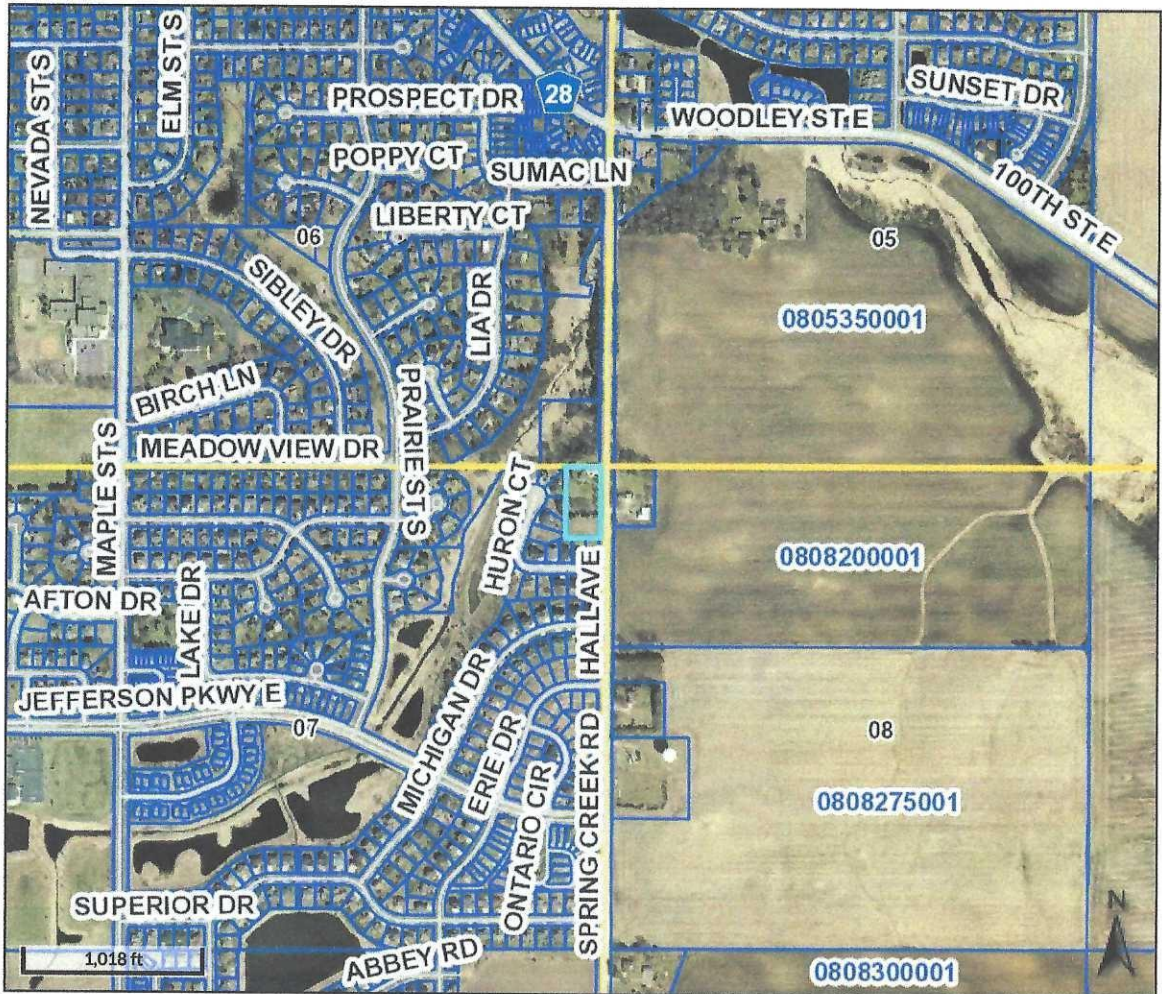 NEVADA ST S
ELM ST S
PROSPECT DR
28
SUNSET DR
WOODLEY ST E
POPPY CT
SUMAC LN
100TH ST E
LIBERTY CT
06
05
SIBLEY DR
LIA DR
0805350001
BIRCH LN
PRAIRIE ST S
MEADOW VIEW DR
MAPLE ST S
HURON CT
0808200001
AFTON DR
LAKE DR
HALL AVE
JEFFERSON PKWY E
07
MICHIGAN DR
ERIE DR
08
SPRING CREEK RD
ONTARIO CIR
0808275001
SUPERIOR DR
N
ABBEY RD
1,018 ft
0808300001